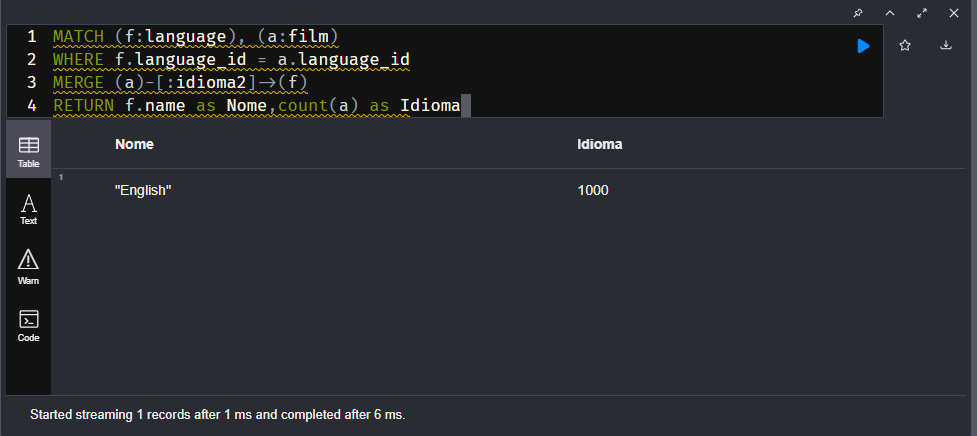 1 MATCH (f:language), (a:film)
2 WHERE f.language_id = a.language_id
3 MERGE (a)-[:idioma2]->(f)
4 RETURN f.name as Nome,count(a) as Idioma
Table
Nome Idioma
1 "English" 1000
A
Text
Warn
Code
Started streaming 1 records after 1 ms and completed after 6 ms.